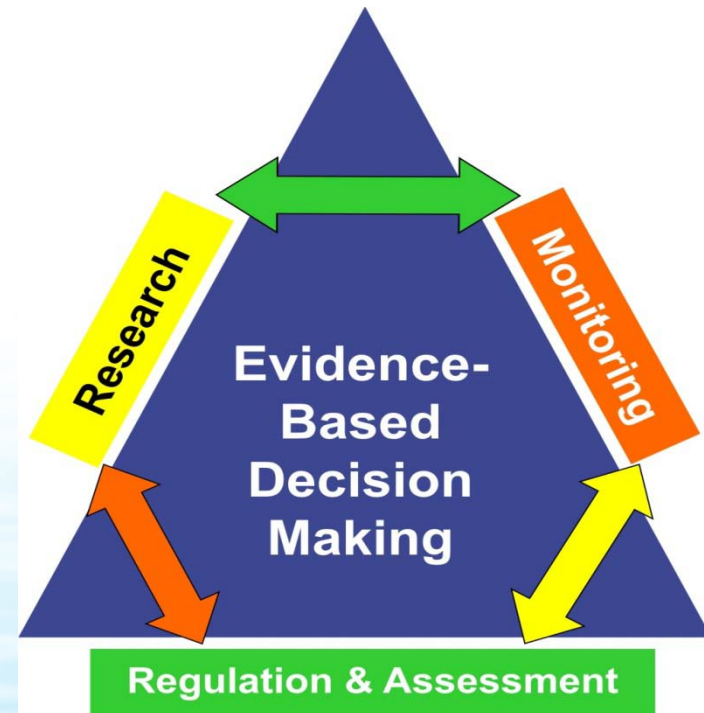 Research
Monitoring
Evidence-
Based
Decision
Making
Regulation & Assessment